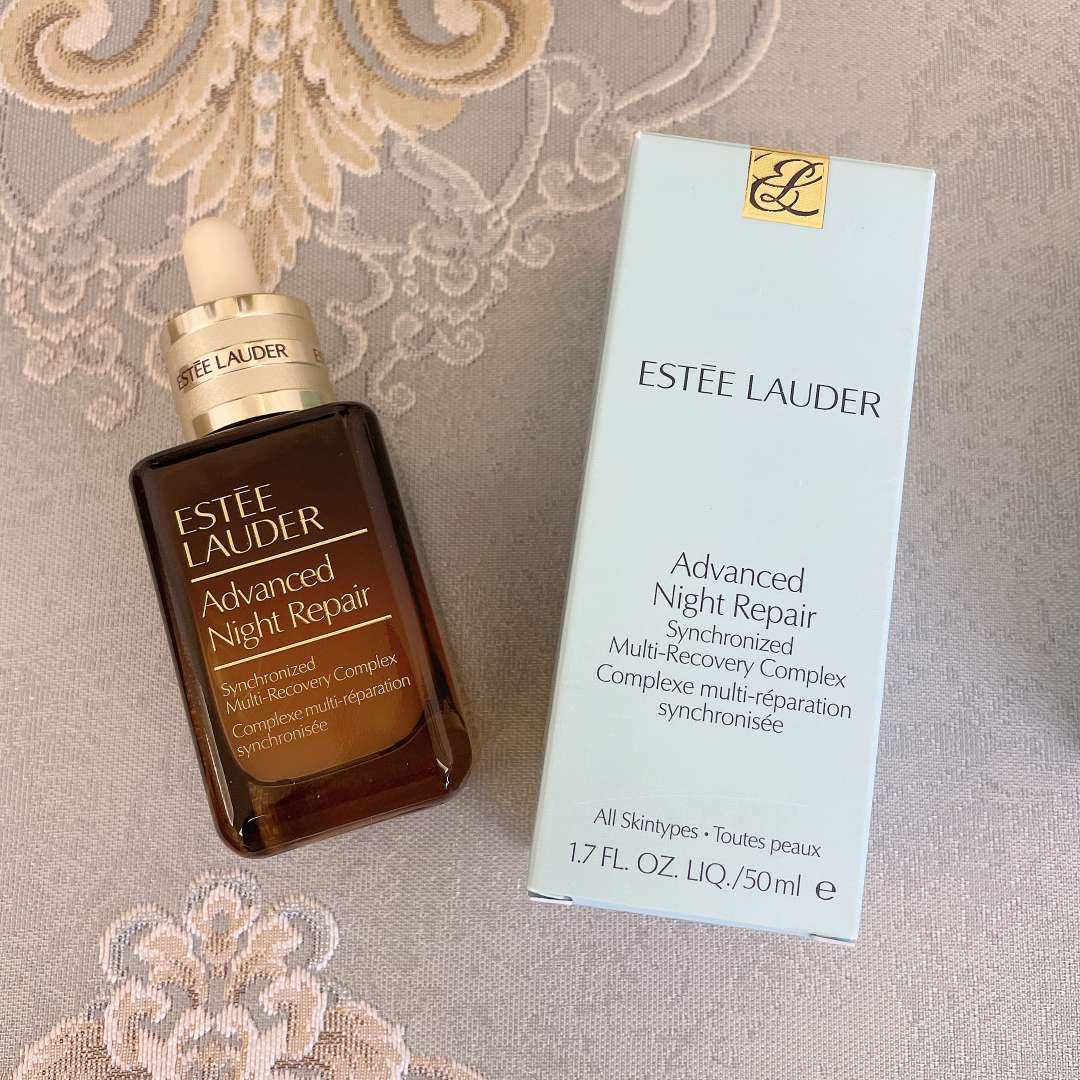 ESTĒE LAUDER
ESTĒE
LAUDER
Advanced
Night Repair
Synchronized
Multi-Recovery Complex
Complexe multi-réparation
synchronisée
ESTĒE LAUDER
Advanced
Night Repair
Synchronized
Multi-Recovery Complex
Complexe multi-réparation
synchronisée
All Skintypes • Toutes peaux
1.7 FL. OZ. LIQ./50ml ℮